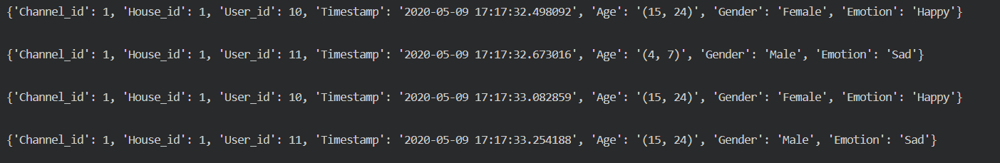 {'Channel_id': 1, 'House_id': 1, 'User_id': 10, 'Timestamp': '2020-05-09 17:17:32.498092', 'Age': '(15, 24)', 'Gender': 'Female', 'Emotion': 'Happy'}
{'Channel_id': 1, 'House_id': 1, 'User_id': 11, 'Timestamp': '2020-05-09 17:17:32.673016', 'Age': '(4, 7)', 'Gender': 'Male', 'Emotion': 'Sad'}
{'Channel_id': 1, 'House_id': 1, 'User_id': 10, 'Timestamp': '2020-05-09 17:17:33.082859', 'Age': '(15, 24)', 'Gender': 'Female', 'Emotion': 'Happy'}
{'Channel_id': 1, 'House_id': 1, 'User_id': 11, 'Timestamp': '2020-05-09 17:17:33.254188', 'Age': '(15, 24)', 'Gender': 'Male', 'Emotion': 'Sad'}